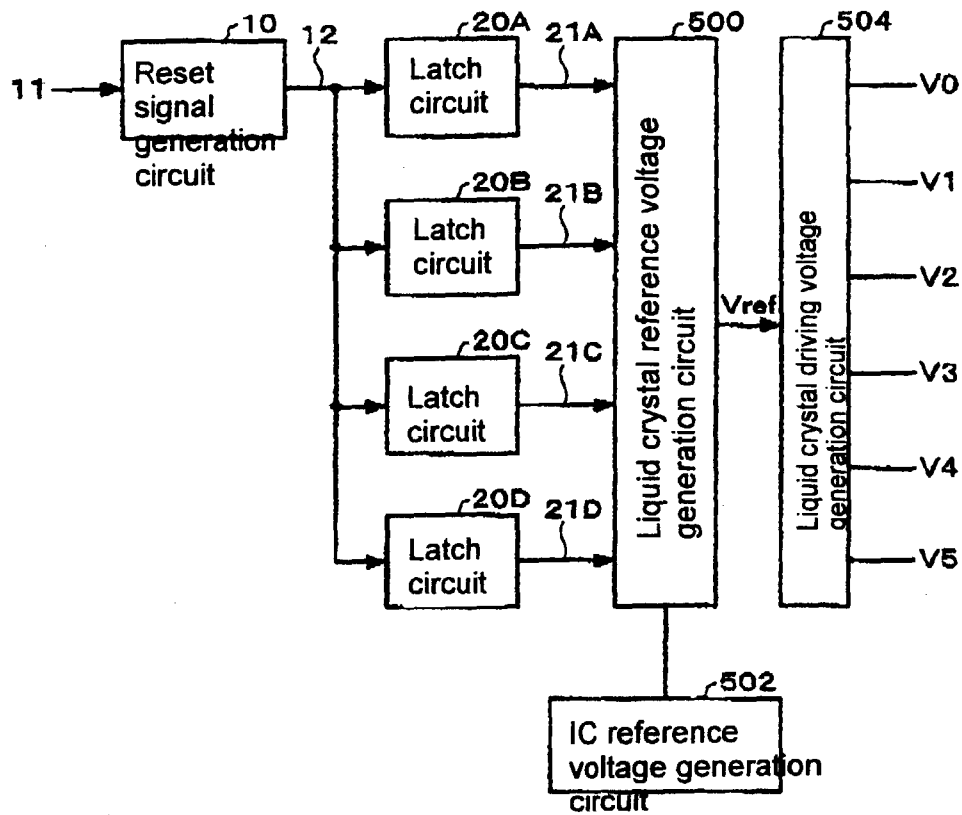 10
12
20A
21A
500
504
11
Reset
signal
generation
circuit
Latch
circuit
V0
20B
21B
Latch
circuit
V1
V2
Liquid crystal reference voltage
generation circuit
Vref
Liquid crystal driving voltage
generation circuit
20C
21C
Latch
circuit
V3
V4
20D
21D
Latch
circuit
V5
502
IC reference
voltage generation
circuit